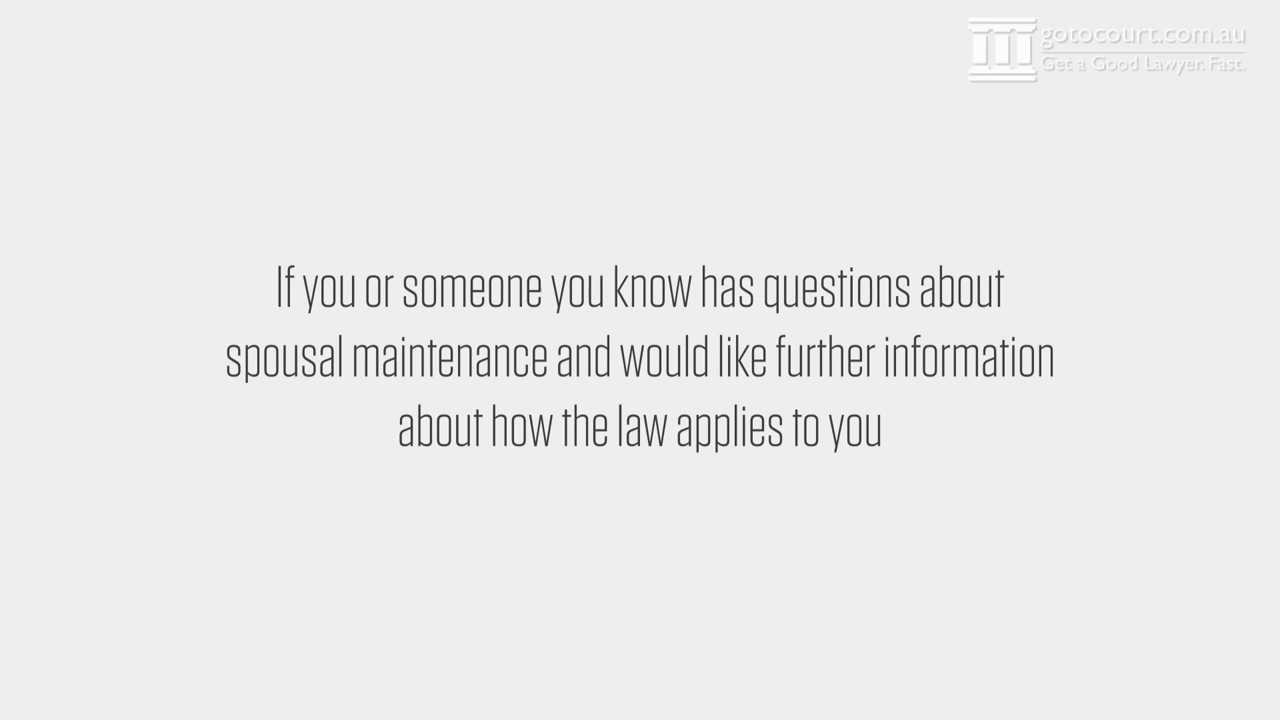 gotocourt.com.au
Get a Good Lawyer. Fast.
If you or someone you know has questions about
spousal maintenance and would like further information
about how the law applies to you